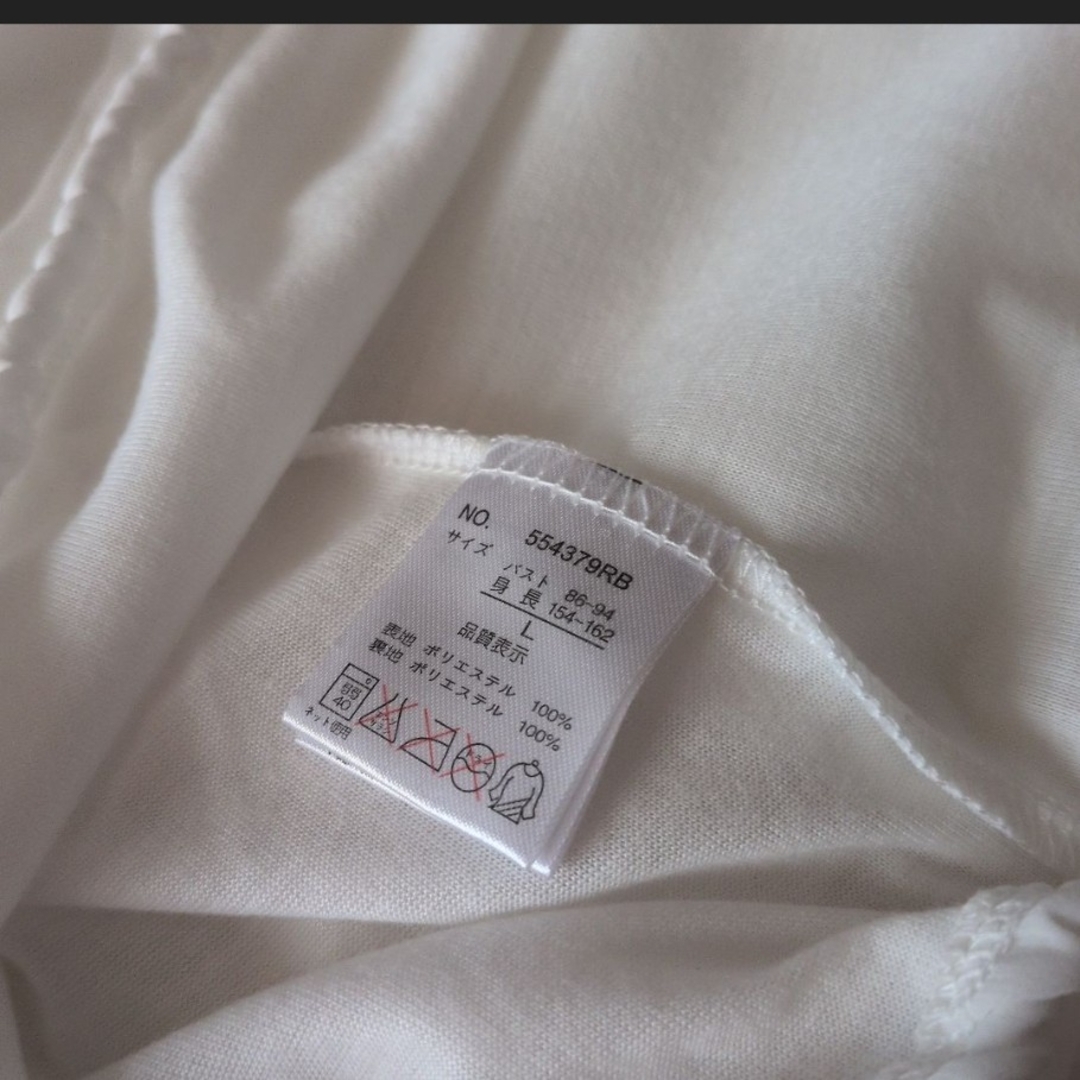 NO. 554379RB
サイズ
バスト 86-94
身長 154-162
L
品質表示
表地 ポリエステル 100%
裏地 ポリエステル 100%
40
ネット使用